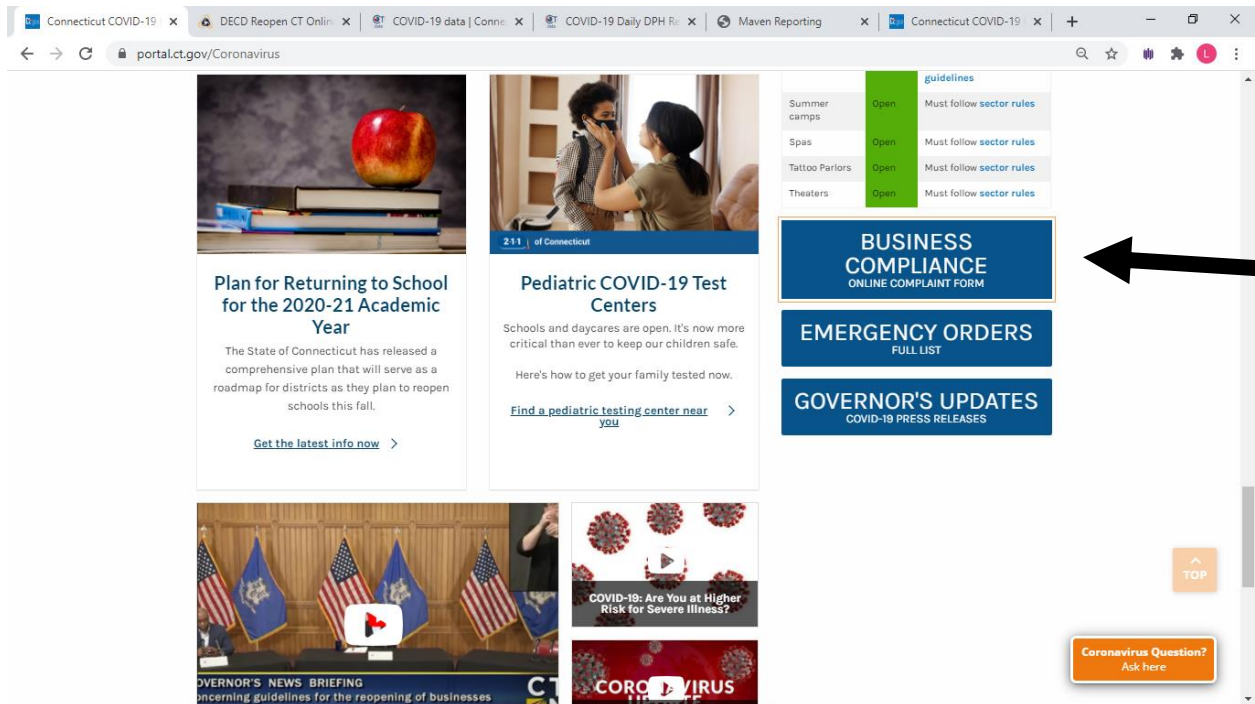 Connecticut COVID-19
DECD Reopen CT Onlin
COVID-19 data | Conne
COVID-19 Daily DPH Re
Maven Reporting
Connecticut COVID-19
portal.ct.gov/Coronavirus
L
2-1-1 of Connecticut
Plan for Returning to School
for the 2020-21 Academic
Year
The State of Connecticut has released a
comprehensive plan that will serve as a
roadmap for districts as they plan to reopen
schools this fall.
Get the latest info now
Pediatric COVID-19 Test
Centers
Schools and daycares are open. It's now more
critical than ever to keep our children safe.
Here's how to get your family tested now.
Find a pediatric testing center near
you
guidelines
Summer
camps
Open
Must follow sector rules
Spas
Open
Must follow sector rules
Tattoo Parlors
Open
Must follow sector rules
Theaters
Open
Must follow sector rules
BUSINESS
COMPLIANCE
ONLINE COMPLAINT FORM
EMERGENCY ORDERS
FULL LIST
GOVERNOR'S UPDATES
COVID-19 PRESS RELEASES
OVERNOR'S NEWS BRIEFING
oncerning guidelines for the reopening of businesses
CT
COVID-19: Are You at Higher
Risk for Severe Illness?
TOP
Coronavirus Question?
Ask here